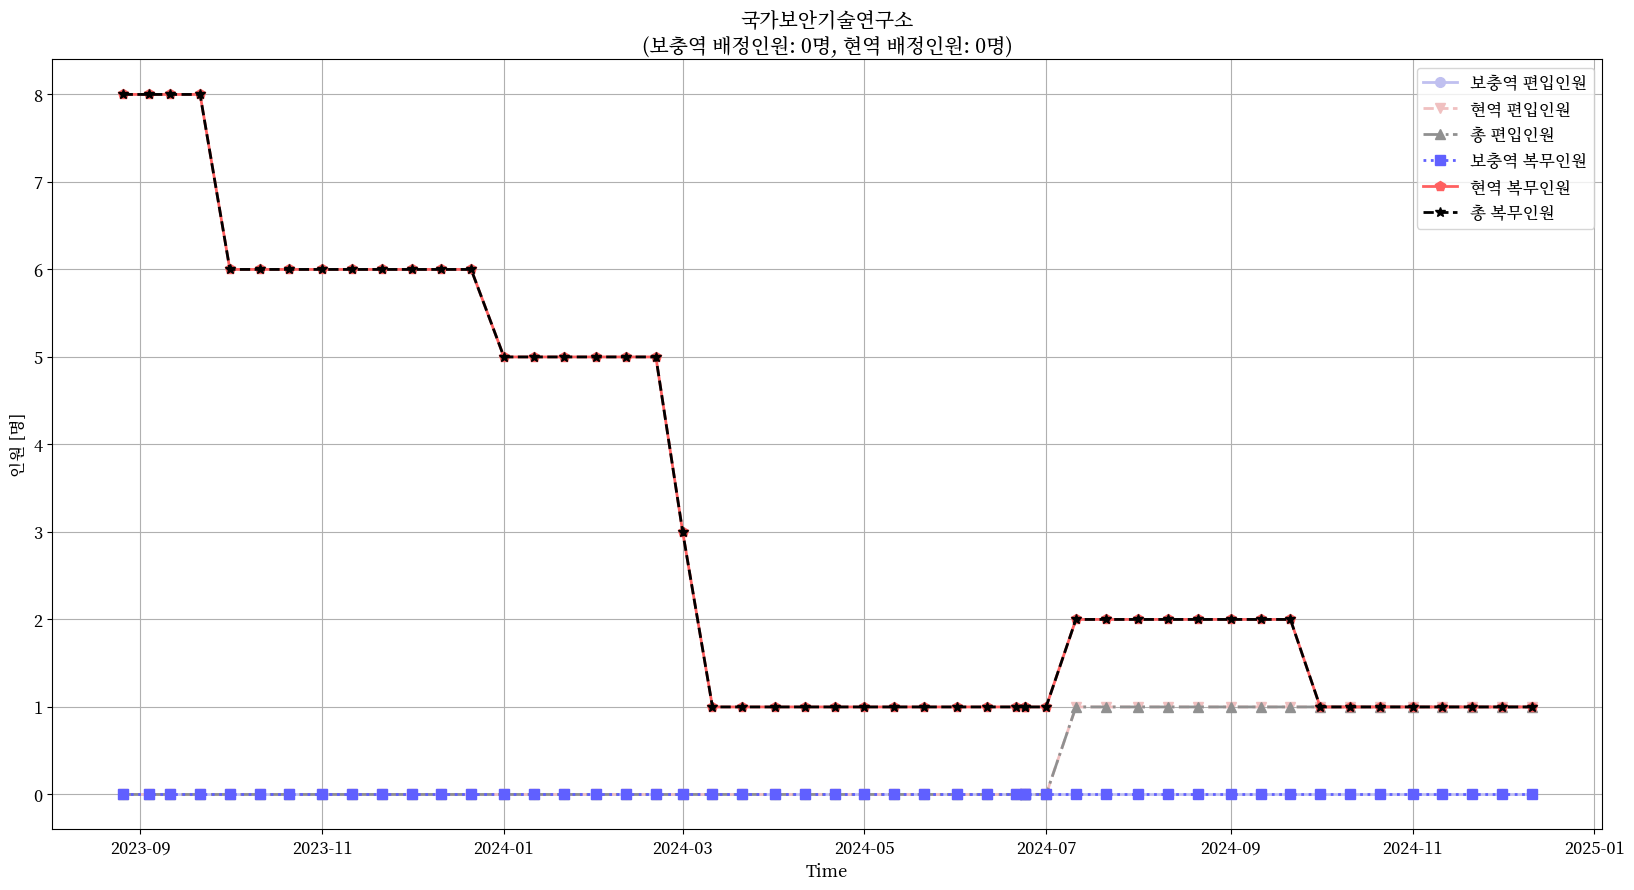 국가보안기술연구소
(보충역 배정인원: 0명, 현역 배정인원: 0명)
보충역 편입인원
현역 편입인원
총 편입인원
보충역 복무인원
현역 복무인원
총 복무인원
인원 [명]
8
7
6
5
4
3
2
1
0
2023-09
2023-11
2024-01
2024-03
2024-05
2024-07
2024-09
2024-11
2025-01
Time